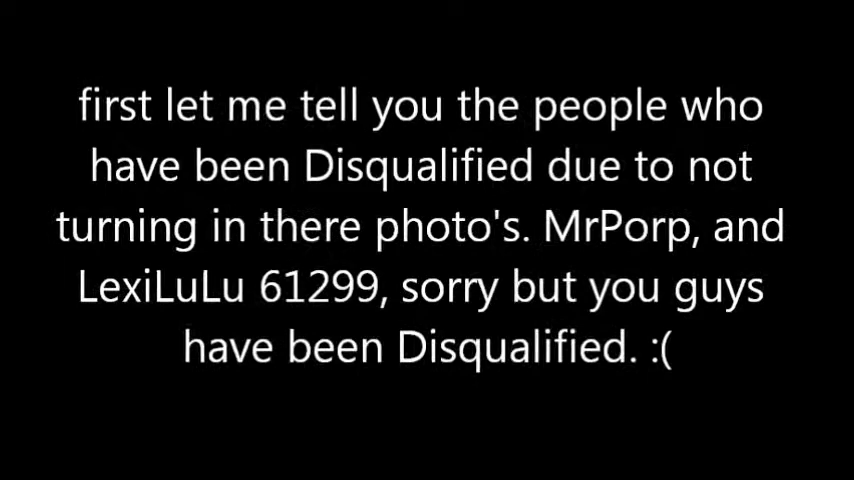 first let me tell you the people who
have been Disqualified due to not
turning in there photo's. MrPorp, and
LexiLuLu 61299, sorry but you guys
have been Disqualified. :(